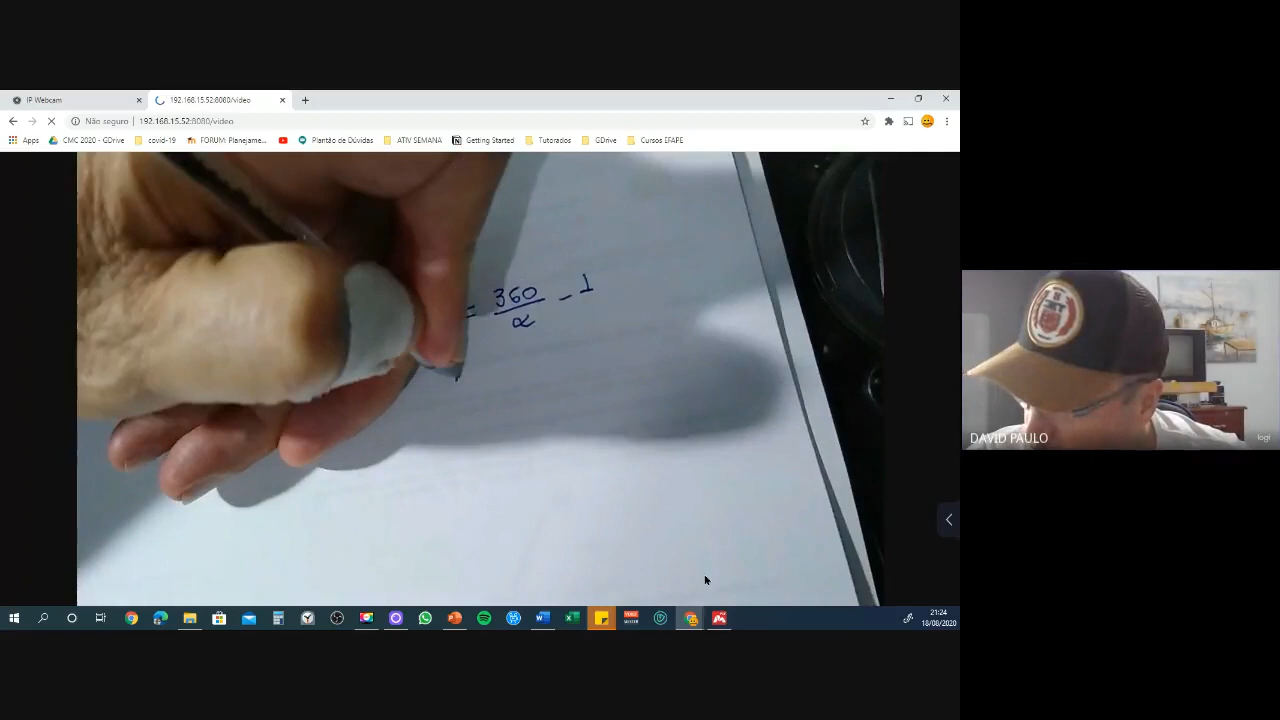 IP Webcam
192.168.15.52:8080/video
Não seguro
192.168.15.52:8080/video
Apps
CMC 2020 - GDrive
covid-19
FORUM: Planejame...
Plantão de Dúvidas
ATIV SEMANA
Getting Started
Tutorados
GDrive
Cursos EFAPE
= 360/α - 1
DAVID PAULO
logi
21:24
18/08/2020